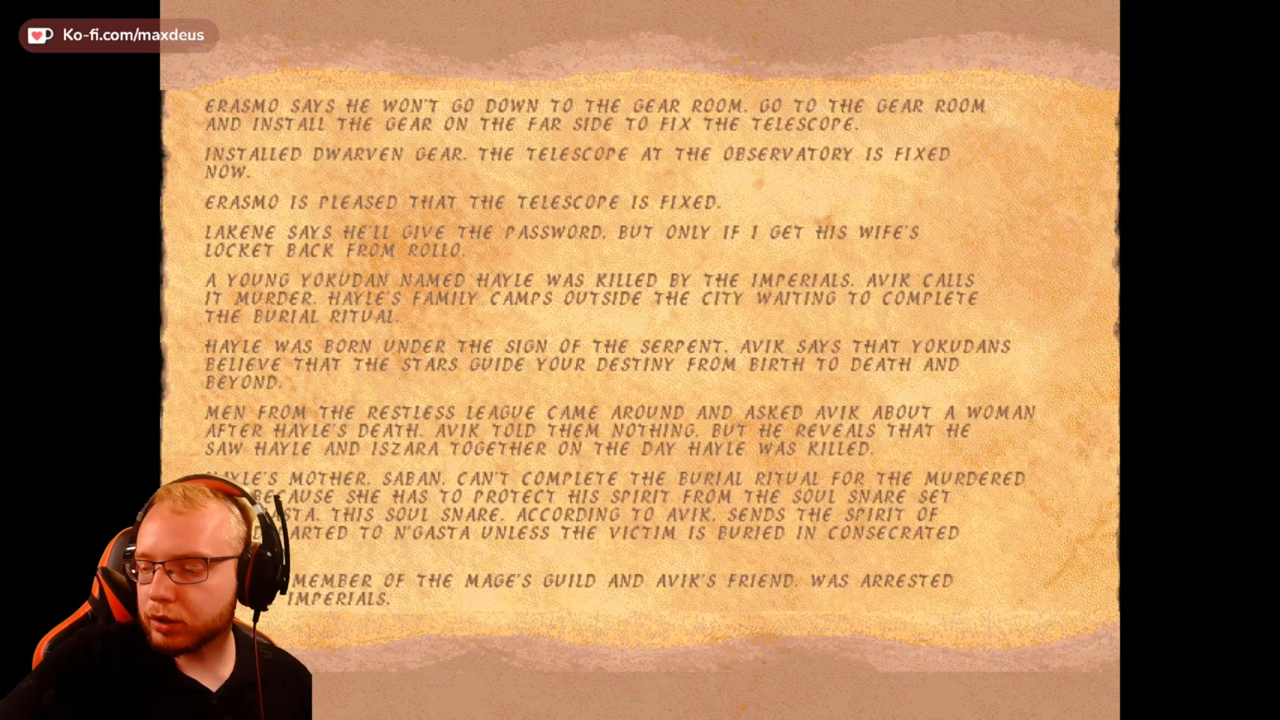 Ko-fi.com/maxdeus
ERASMO SAYS HE WON'T GO DOWN TO THE GEAR ROOM. GO TO THE GEAR ROOM
AND INSTALL THE GEAR ON THE FAR SIDE TO FIX THE TELESCOPE.
INSTALLED DWARVEN GEAR. THE TELESCOPE AT THE OBSERVATORY IS FIXED
NOW.
ERASMO IS PLEASED THAT THE TELESCOPE IS FIXED.
LAKENE SAYS HE'LL GIVE THE PASSWORD, BUT ONLY IF I GET HIS WIFE'S
LOCKET BACK FROM ROLLO.
A YOUNG YOKUDAN NAMED HAYLE WAS KILLED BY THE IMPERIALS. AVIK CALLS
IT MURDER. HAYLE'S FAMILY CAMPS OUTSIDE THE CITY WAITING TO COMPLETE
THE BURIAL RITUAL.
HAYLE WAS BORN UNDER THE SIGN OF THE SERPENT. AVIK SAYS THAT YOKUDANS
BELIEVE THAT THE STARS GUIDE YOUR DESTINY FROM BIRTH TO DEATH AND
BEYOND.
MEN FROM THE RESTLESS LEAGUE CAME AROUND AND ASKED AVIK ABOUT A WOMAN
AFTER HAYLE'S DEATH. AVIK TOLD THEM NOTHING, BUT HE REVEALS THAT HE
SAW HAYLE AND ISZARA TOGETHER ON THE DAY HAYLE WAS KILLED.
HAYLE'S MOTHER, SABAN, CAN'T COMPLETE THE BURIAL RITUAL FOR THE MURDERED
BECAUSE SHE HAS TO PROTECT HIS SPIRIT FROM THE SOUL SNARE SET
THIS SOUL SNARE, ACCORDING TO AVIK, SENDS THE SPIRIT OF
TO N'GASTA UNLESS THE VICTIM IS BURIED IN CONSECRATED
MEMBER OF THE MAGE'S GUILD AND AVIK'S FRIEND, WAS ARRESTED
IMPERIALS.